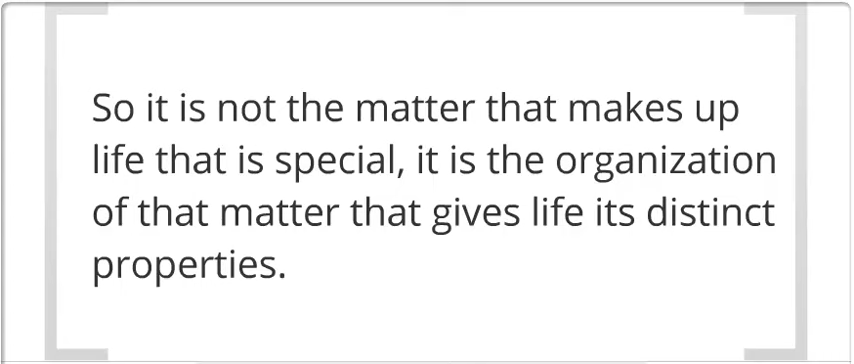 So it is not the matter that makes up
life that is special, it is the organization
of that matter that gives life its distinct
properties.